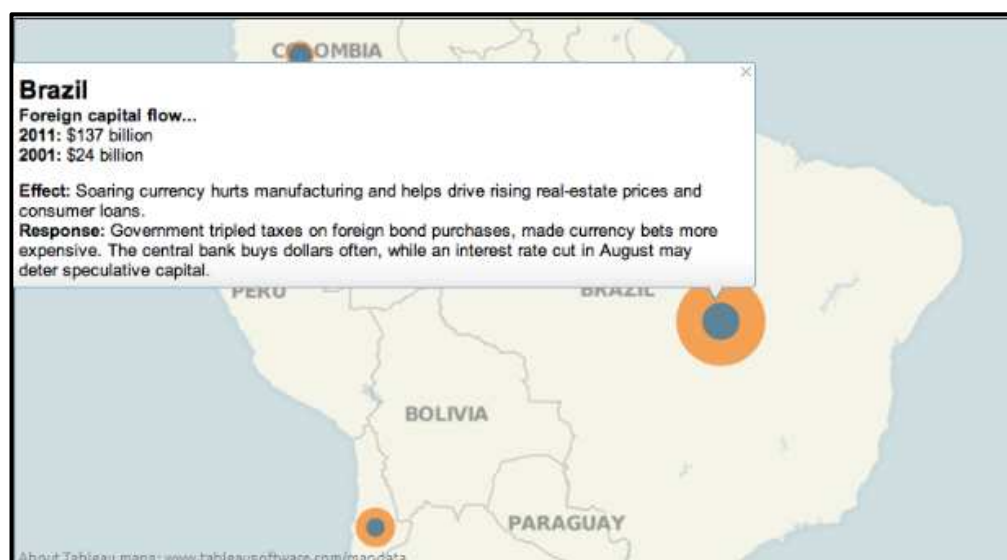 COLOMBIA
Brazil
Foreign capital flow...
2011: $137 billion
2001: $24 billion
Effect: Soaring currency hurts manufacturing and helps drive rising real-estate prices and
consumer loans.
Response: Government tripled taxes on foreign bond purchases, made currency bets more
expensive. The central bank buys dollars often, while an interest rate cut in August may
deter speculative capital.
PERU
BRAZIL
BOLIVIA
PARAGUAY
About Tableau maps: www.tableausoftware.com/mapdata